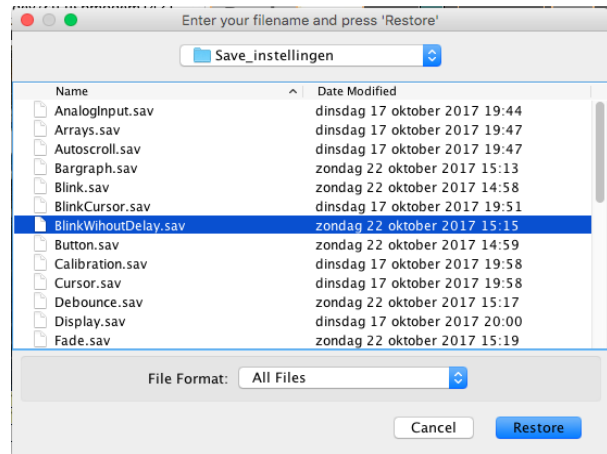 Enter your filename and press 'Restore'
Save_instellingen
Name Date Modified
AnalogInput.sav dinsdag 17 oktober 2017 19:44
Arrays.sav dinsdag 17 oktober 2017 19:47
Autoscroll.sav dinsdag 17 oktober 2017 19:47
Bargraph.sav zondag 22 oktober 2017 15:13
Blink.sav zondag 22 oktober 2017 14:58
BlinkCursor.sav dinsdag 17 oktober 2017 19:51
BlinkWihoutDelay.sav zondag 22 oktober 2017 15:15
Button.sav zondag 22 oktober 2017 14:59
Calibration.sav dinsdag 17 oktober 2017 19:58
Cursor.sav dinsdag 17 oktober 2017 19:58
Debounce.sav zondag 22 oktober 2017 15:17
Display.sav dinsdag 17 oktober 2017 20:00
Fade.sav zondag 22 oktober 2017 15:19
File Format: All Files
Cancel Restore